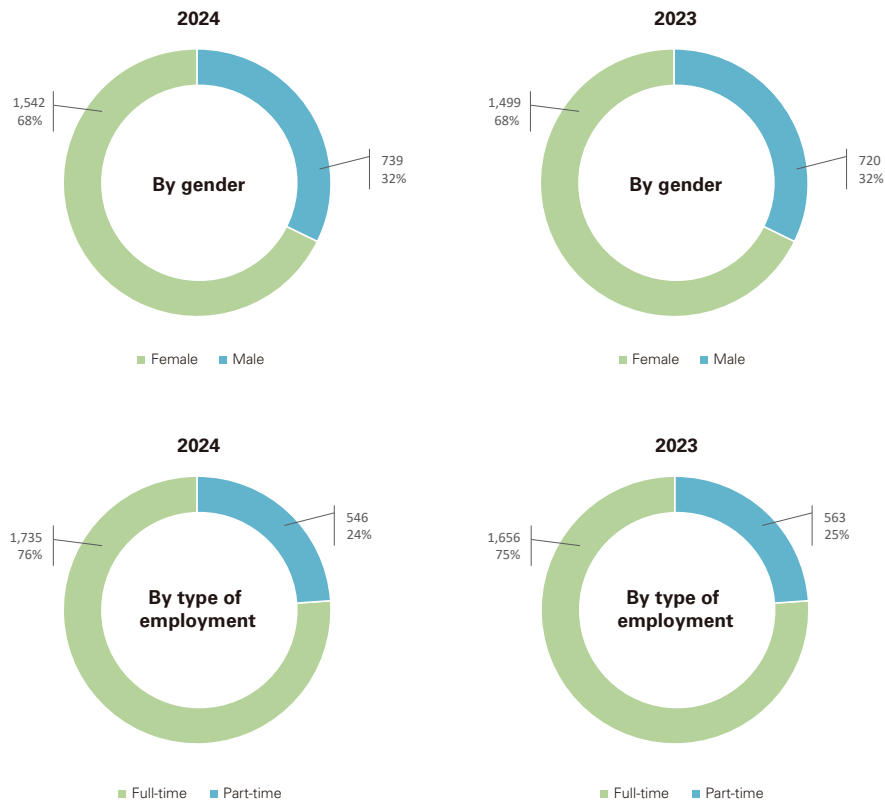 2024
1,542
68%
739
32%
By gender
Female
Male
2023
1,499
68%
720
32%
By gender
Female
Male
2024
1,735
76%
546
24%
By type of
employment
Full-time
Part-time
2023
1,656
75%
563
25%
By type of
employment
Full-time
Part-time